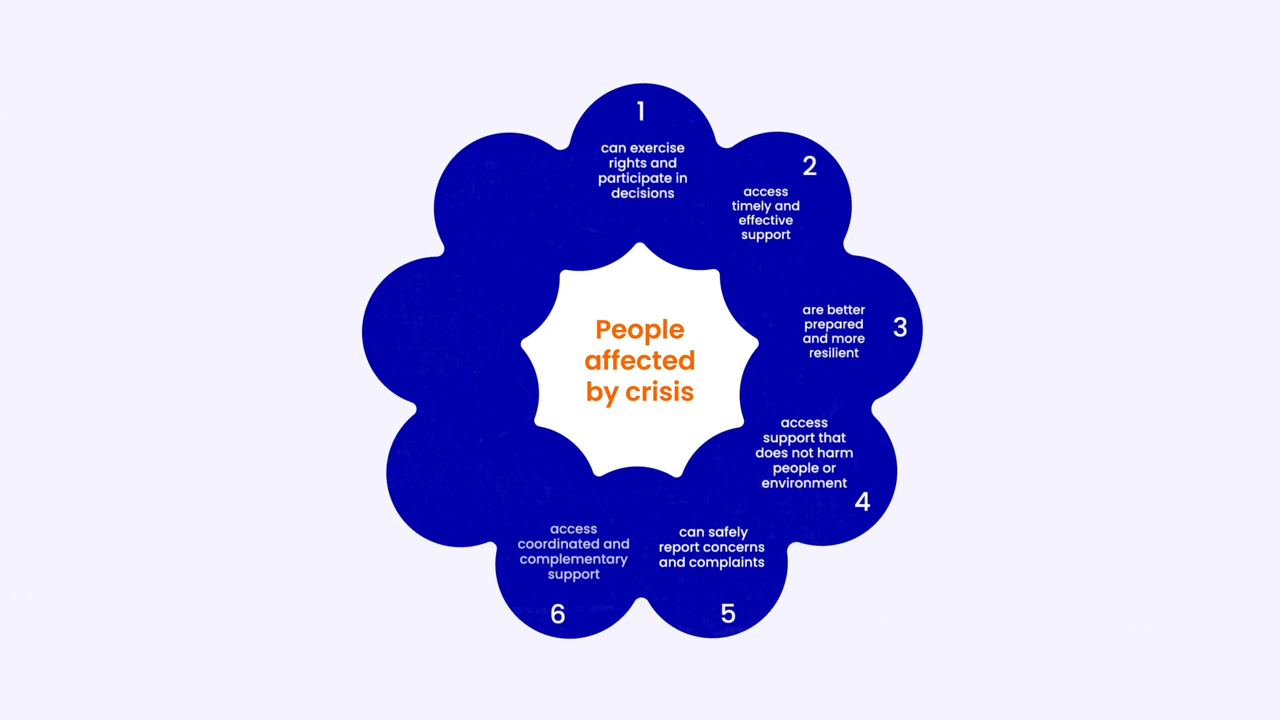 1
can exercise
rights and
participate in
decisions
2
access
timely and
effective
support
are better
prepared
and more
resilient
3
access
support that
does not harm
people or
environment
4
can safely
report concerns
and complaints
5
access
coordinated and
complementary
support
6
People
affected
by crisis